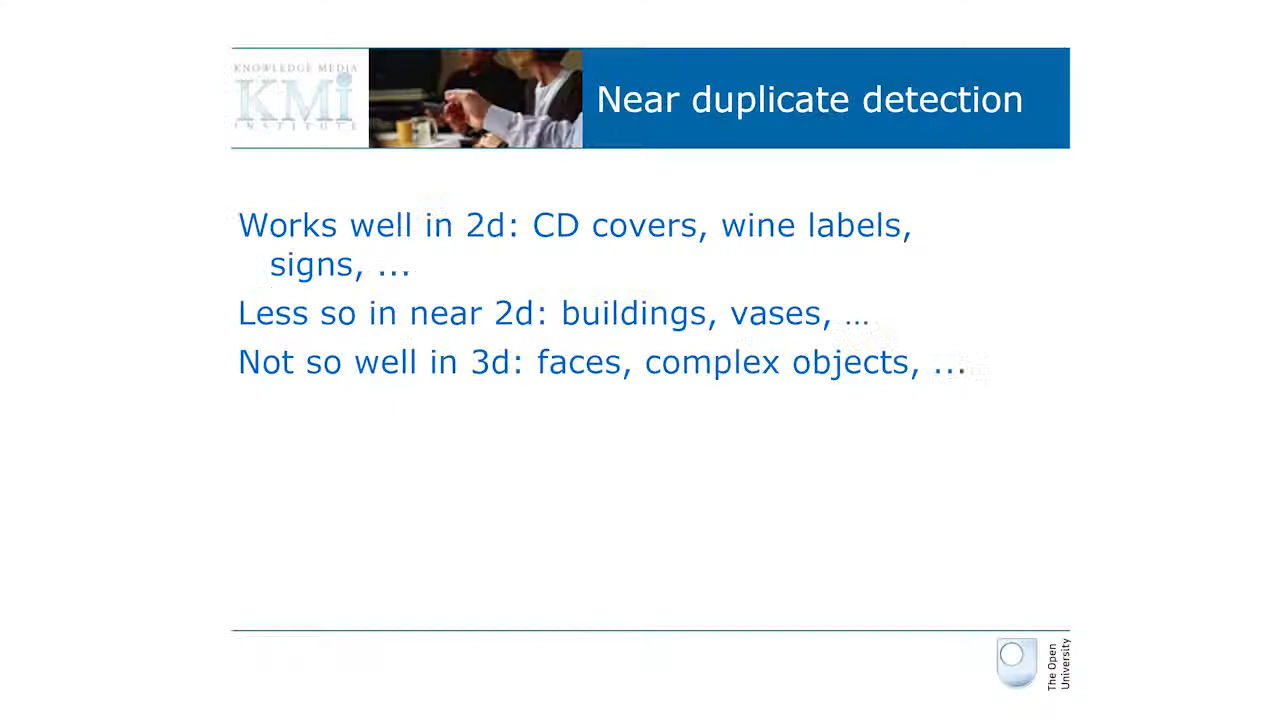 KNOWLEDGE MEDIA
KMi
INSTITUTE
Near duplicate detection
Works well in 2d: CD covers, wine labels,
signs, ...
Less so in near 2d: buildings, vases, ...
Not so well in 3d: faces, complex objects, ...
The Open
University